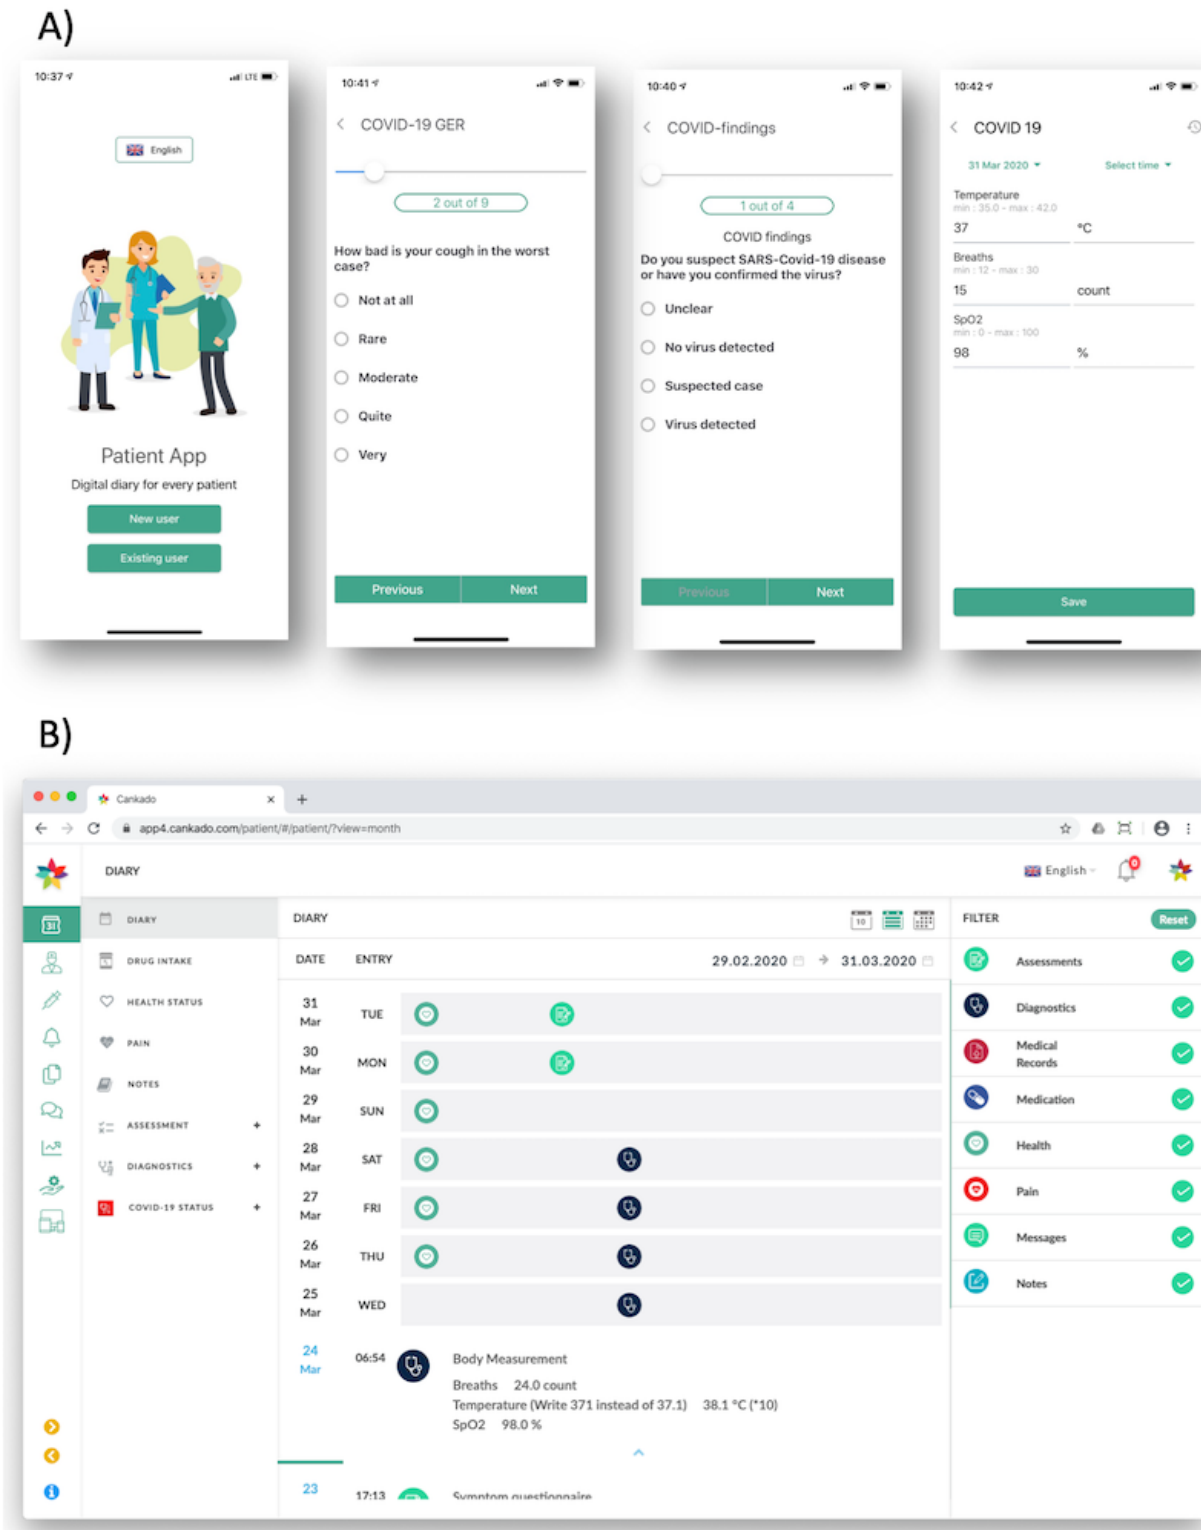 A)
10:37
LTE
English
Patient App
Digital diary for every patient
New user
Existing user
10:41
COVID-19 GER
2 out of 9
How bad is your cough in the worst
case?
Not at all
Rare
Moderate
Quite
Very
Previous
Next
10:40
COVID-findings
1 out of 4
COVID findings
Do you suspect SARS-Covid-19 disease
or have you confirmed the virus?
Unclear
No virus detected
Suspected case
Virus detected
Previous
Next
10:42
COVID 19
31 Mar 2020
Select time
Temperature
min : 35.0 - max : 42.0
37 °C
Breaths
min : 12 - max : 30
15 count
SpO2
min : 0 - max : 100
98 %
Save
B)
Cankado
app4.cankado.com/patient/#/patient/?view=month
DIARY
English
0
31
DIARY
DRUG INTAKE
HEALTH STATUS
PAIN
NOTES
ASSESSMENT +
DIAGNOSTICS +
COVID-19 STATUS +
DIARY
10
DATE ENTRY 29.02.2020 → 31.03.2020
31
Mar
TUE
30
Mar
MON
29
Mar
SUN
28
Mar
SAT
27
Mar
FRI
26
Mar
THU
25
Mar
WED
24
Mar
06:54
Body Measurement
Breaths 24.0 count
Temperature (Write 371 instead of 37.1) 38.1 °C (*10)
SpO2 98.0 %
23
17:13
Symptom questionnaire
FILTER
Reset
Assessments
Diagnostics
Medical
Records
Medication
Health
Pain
Messages
Notes